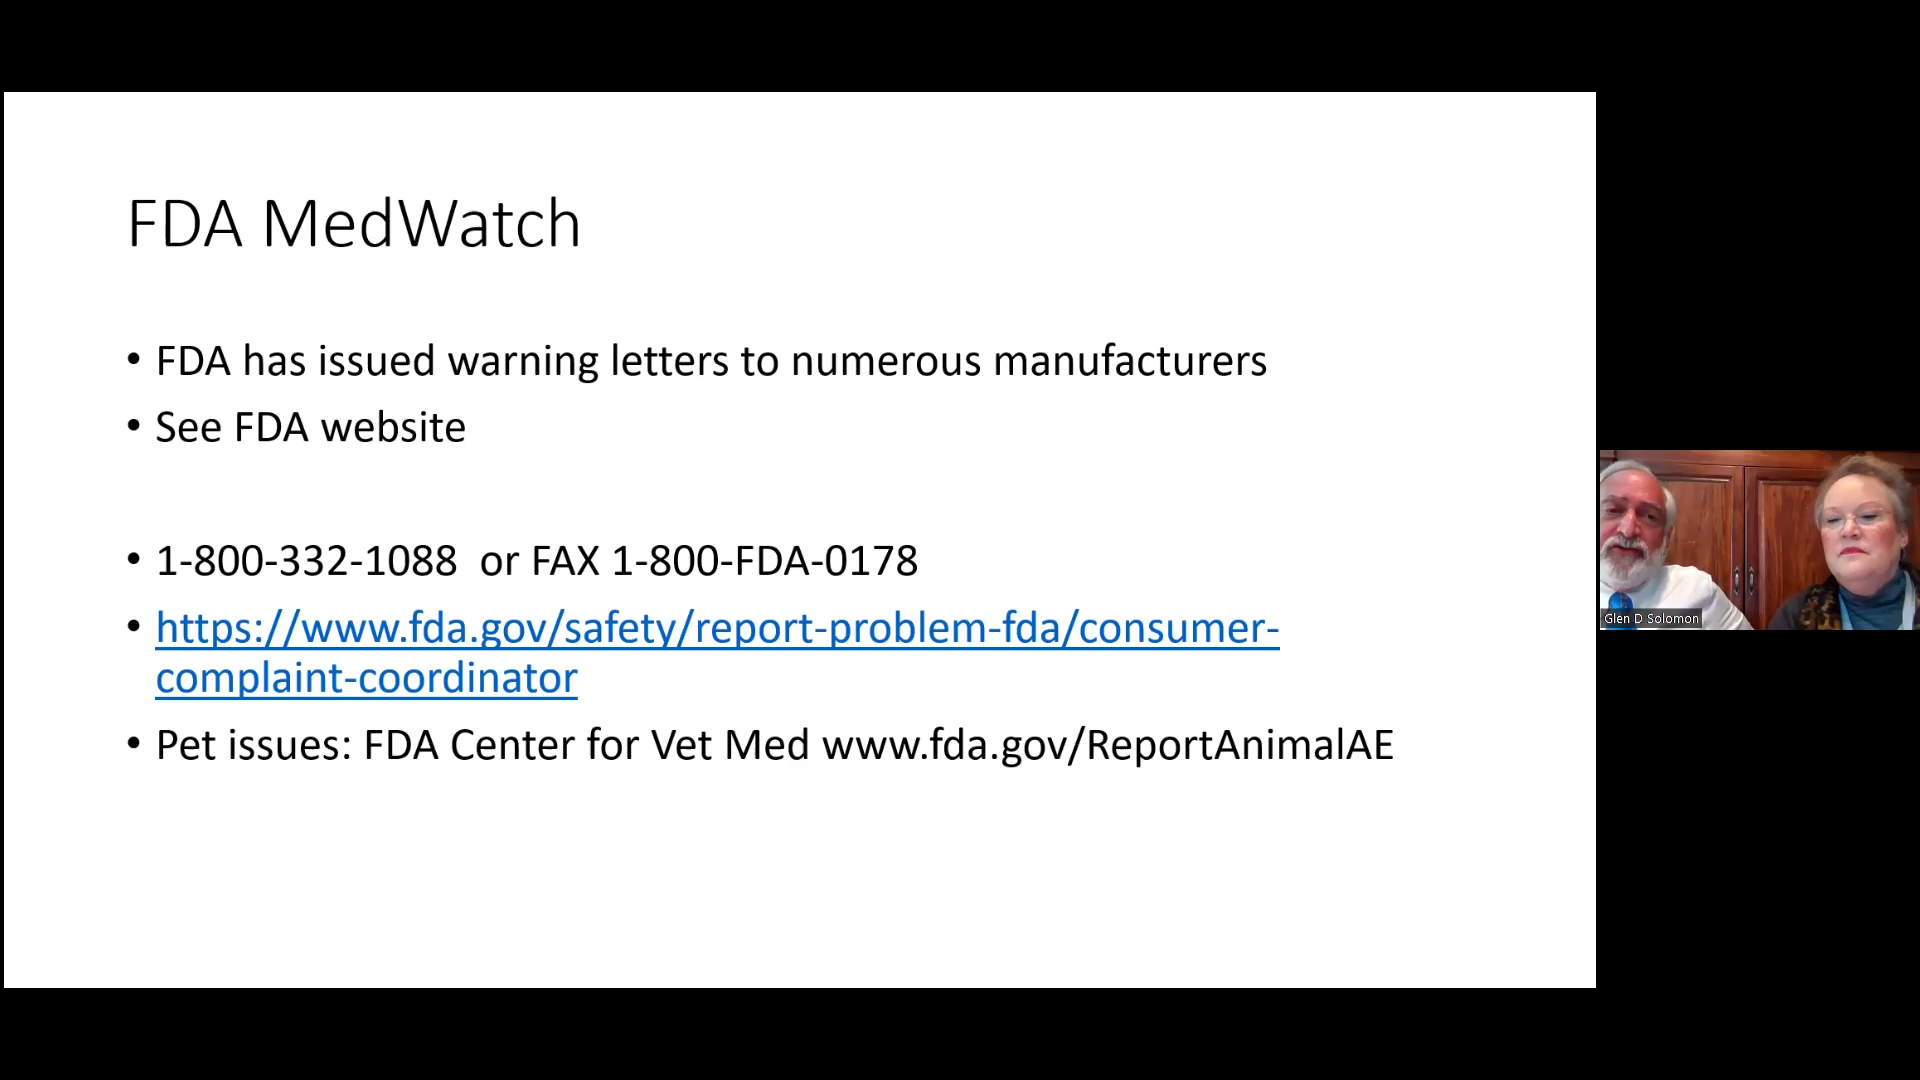 FDA MedWatch
• FDA has issued warning letters to numerous manufacturers
• See FDA website
• 1-800-332-1088  or FAX 1-800-FDA-0178
• https://www.fda.gov/safety/report-problem-fda/consumer-
complaint-coordinator
• Pet issues: FDA Center for Vet Med www.fda.gov/ReportAnimalAE
Glen D Solomon